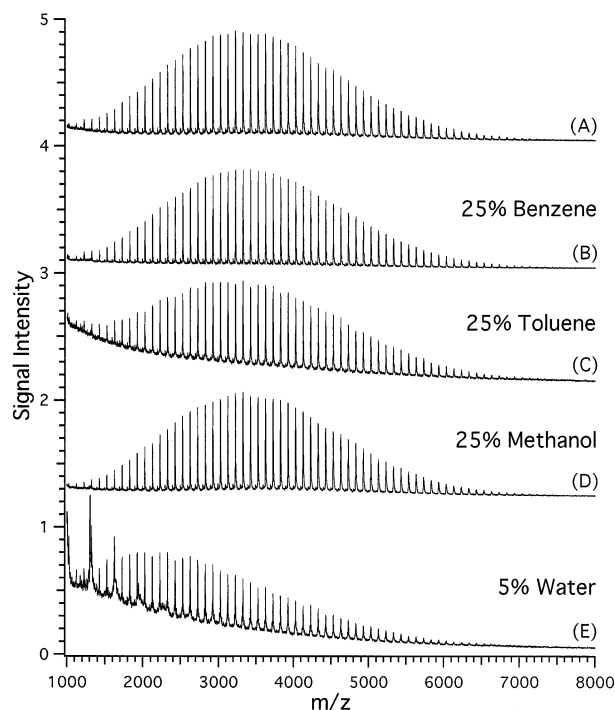 5
(A)
4
25% Benzene
(B)
3
25% Toluene
(C)
Signal Intensity
2
25% Methanol
(D)
1
5% Water
(E)
0
1000 2000 3000 4000 5000 6000 7000 8000
m/z